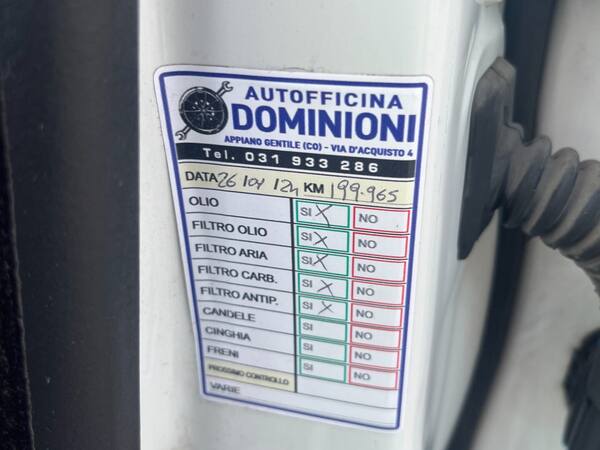 AUTOFFICINA
DOMINIONI
APPIANO GENTILE (CO) - VIA D'ACQUISTO 4
Tel. 031 933 286
DATA 26/04/24 KM 199.965
OLIO SI X NO
FILTRO OLIO SI X NO
FILTRO ARIA SI X NO
FILTRO CARB. SI X NO
FILTRO ANTIP. SI X NO
CANDELE SI NO
CINGHIA SI NO
FRENI SI NO
PROSSIMO CONTROLLO
VARIE